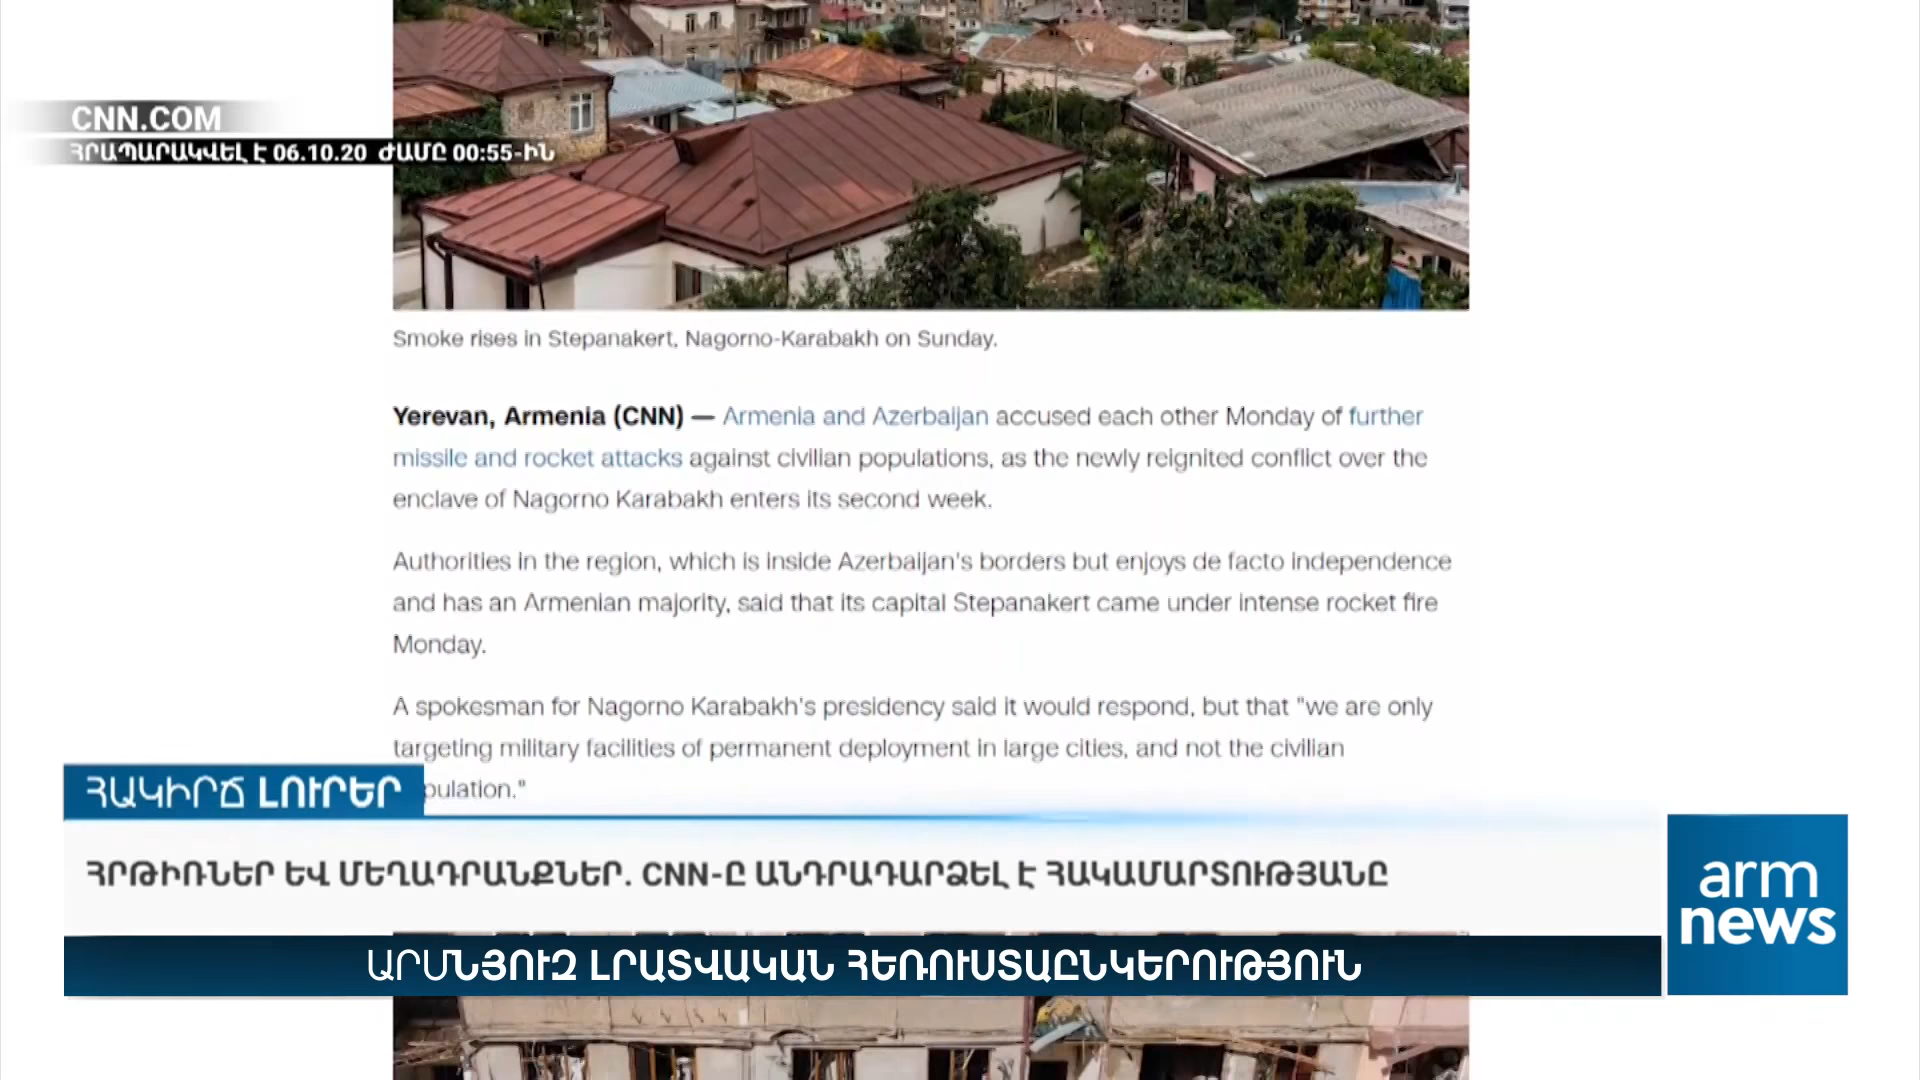 CNN.COM
ՀՐԱՊԱՐԱԿՎԵԼ Է 06.10.20 ԺԱՄԸ 00:55-ԻՆ
Smoke rises in Stepanakert, Nagorno-Karabakh on Sunday.
Yerevan, Armenia (CNN) — Armenia and Azerbaijan accused each other Monday of further
missile and rocket attacks against civilian populations, as the newly reignited conflict over the
enclave of Nagorno Karabakh enters its second week.
Authorities in the region, which is inside Azerbaijan's borders but enjoys de facto independence
and has an Armenian majority, said that its capital Stepanakert came under intense rocket fire
Monday.
A spokesman for Nagorno Karabakh's presidency said it would respond, but that "we are only
targeting military facilities of permanent deployment in large cities, and not the civilian
pulation."
ՀԱԿԻՐՃ ԼՈՒՐԵՐ
ՀՐԹԻՌՆԵՐ ԵՎ ՄԵՂԱԴՐԱՆՔՆԵՐ. CNN-Ը ԱՆԴՐԱԴԱՐՁԵԼ Է ՀԱԿԱՄԱՐՏՈՒԹՅԱՆԸ
ԱՐՄՆՅՈՒԶ ԼՐԱՏՎԱԿԱՆ ՀԵՌՈՒՍՏԱԸՆԿԵՐՈՒԹՅՈՒՆ
arm
news